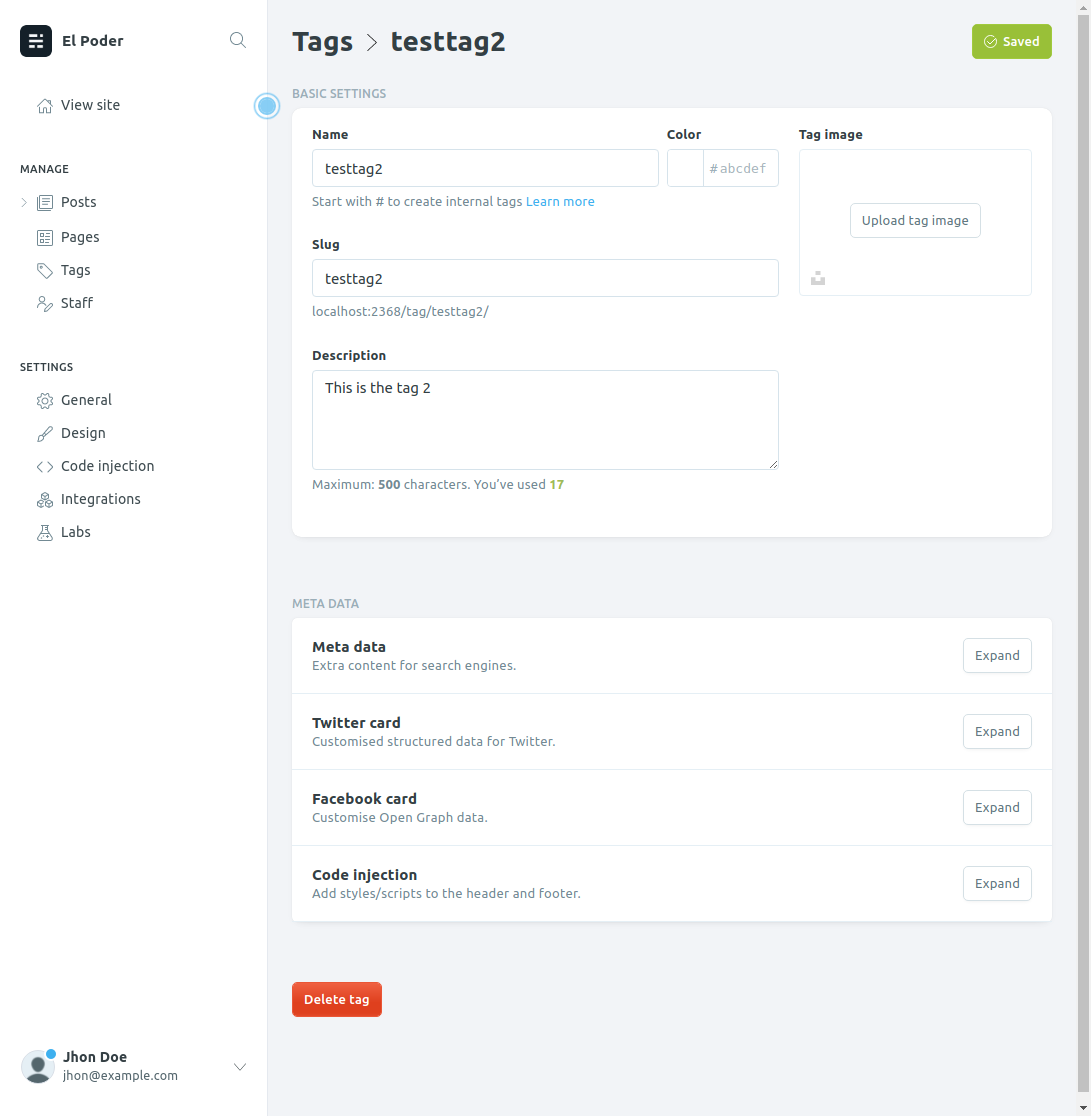 El Poder
View site
MANAGE
Posts
Pages
Tags
Staff
SETTINGS
General
Design
Code injection
Integrations
Labs
Jhon Doe
jhon@example.com
Tags > testtag2
Saved
BASIC SETTINGS
Name
testtag2
Start with # to create internal tags Learn more
Color
#abcdef
Tag image
Upload tag image
Slug
testtag2
localhost:2368/tag/testtag2/
Description
This is the tag 2
Maximum: 500 characters. You’ve used 17
META DATA
Meta data
Extra content for search engines.
Expand
Twitter card
Customised structured data for Twitter.
Expand
Facebook card
Customise Open Graph data.
Expand
Code injection
Add styles/scripts to the header and footer.
Expand
Delete tag